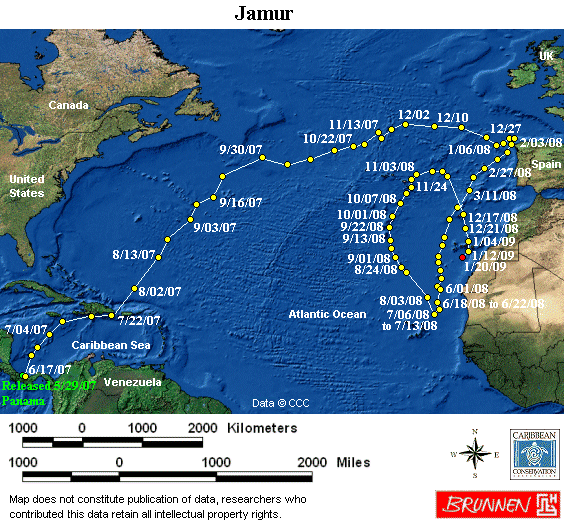 Jamur
UK
Canada
12/02
12/10
11/13/07
12/27
10/22/07
2/03/08
9/30/07
1/06/08
Spain
11/03/08
2/27/08
United
States
11/24
3/11/08
9/16/07
10/07/08
10/01/08
12/17/08
9/03/07
9/22/08
12/21/08
9/13/08
1/04/09
8/13/07
9/01/08
1/12/09
8/24/08
1/20/09
8/02/07
6/01/08
8/03/08
6/18/08 to 6/22/08
7/22/07
Atlantic Ocean
7/06/08
to 7/13/08
7/04/07
Caribbean Sea
6/17/07
Released 5/29/07
Panama
Venezuela
Data © CCC
1000 0 1000 2000 Kilometers
1000 0 1000 2000 Miles
N
W E
S
CARIBBEAN
CONSERVATION
CORPORATION
Map does not constitute publication of data, researchers who
contributed this data retain all intellectual property rights.
BRUNNEN